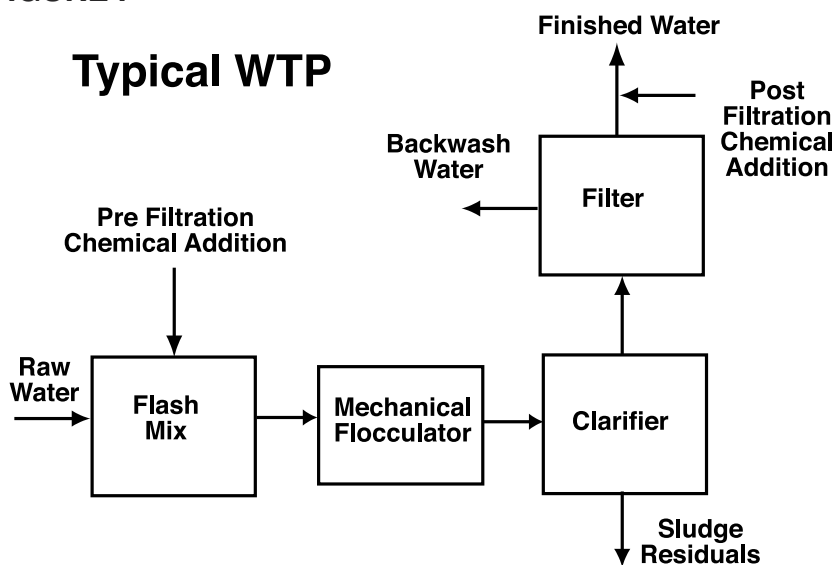 Typical WTP
Finished Water
Post
Filtration
Chemical
Addition
Backwash
Water
Filter
Pre Filtration
Chemical Addition
Raw
Water
Flash
Mix
Mechanical
Flocculator
Clarifier
Sludge
Residuals